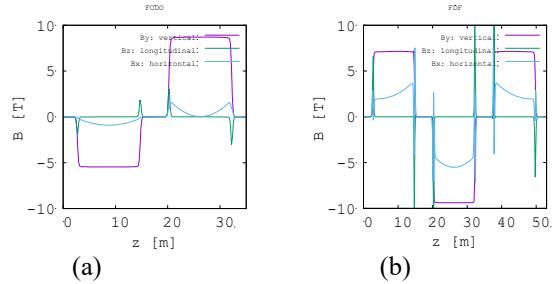 FODO
By: vertical
Bz: longitudinal
Bx: horizontal
10
5
0
−5
−10
B [T]
0 10 20 30.
z [m]
(a)
FDF
By: vertical
Bz: longitudinal
Bx: horizontal
10
5
0
−5
−10
B [T]
0 10 20 30 40 50.
z [m]
(b)